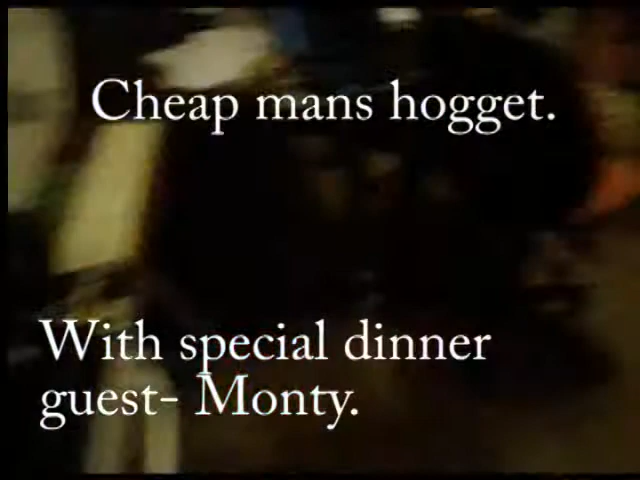 Cheap mans hogget.
With special dinner
guest- Monty.